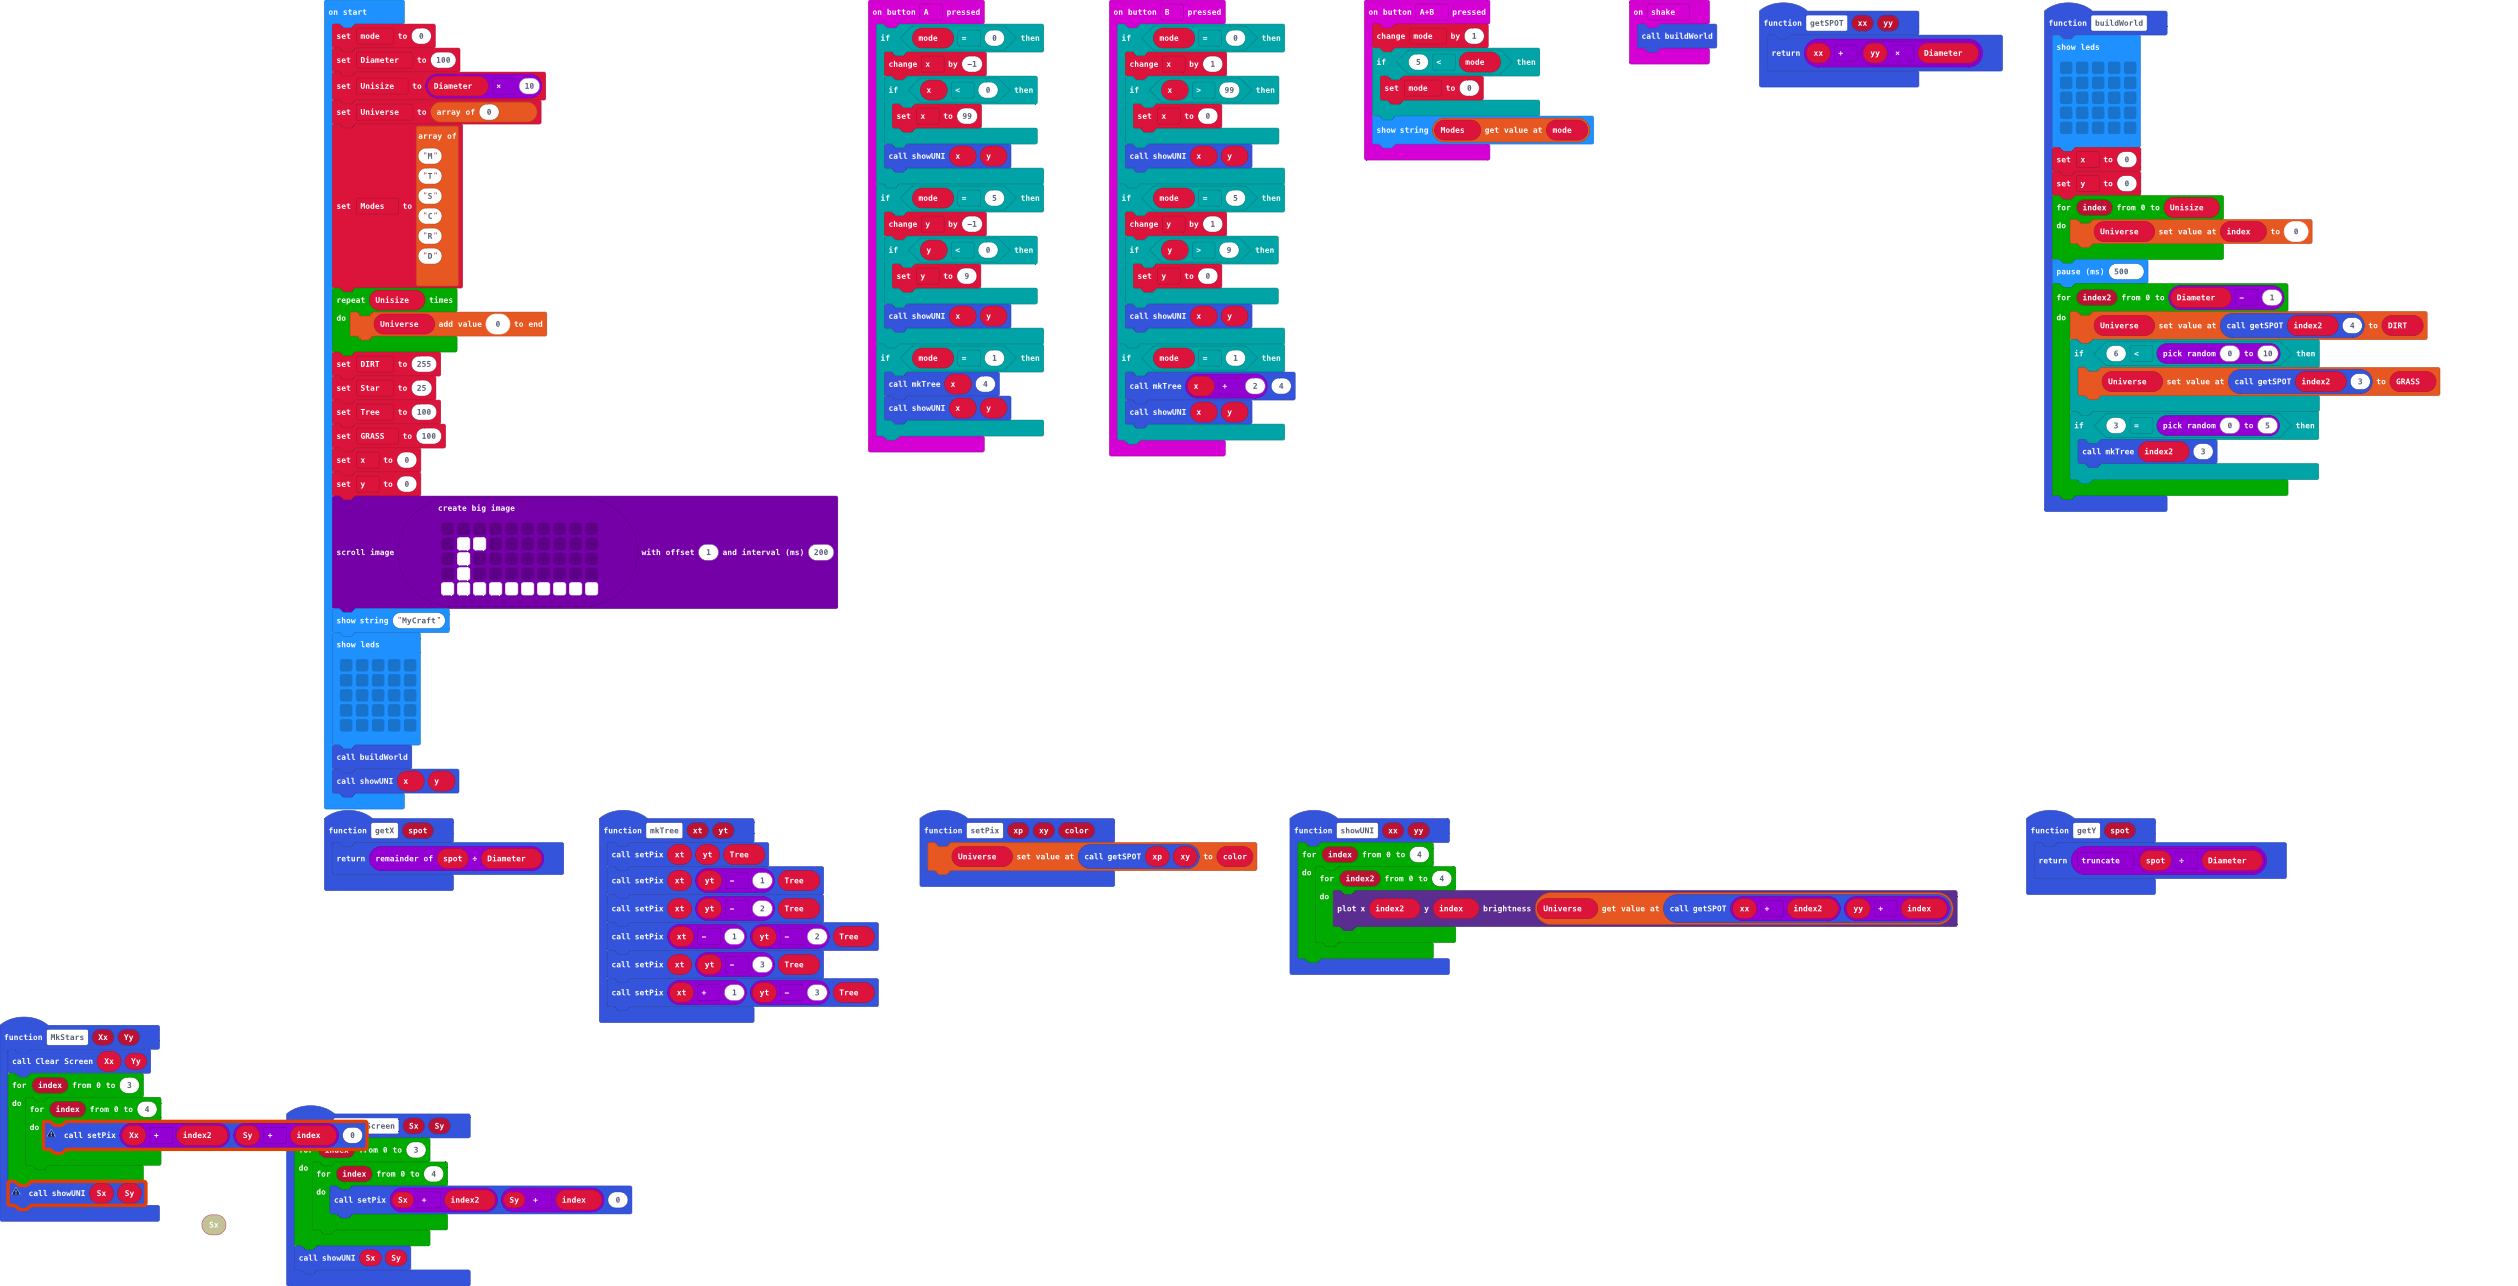 on start
set mode to 0
set Diameter to 100
set Unisize to Diameter × 10
set Universe to array of 0
set Modes to array of "M" "T" "S" "C" "R" "D"
repeat Unisize times
do Universe add value 0 to end
set DIRT to 255
set Star to 25
set Tree to 100
set GRASS to 100
set x to 0
set y to 0
scroll image create big image with offset 1 and interval (ms) 200
show string "MyCraft"
show leds
call buildWorld
call showUNI x y
on button A pressed
if mode = 0 then
change x by −1
if x < 0 then
set x to 99
call showUNI x y
if mode = 5 then
change y by −1
if y < 0 then
set y to 9
call showUNI x y
if mode = 1 then
call mkTree x 4
call showUNI x y
on button B pressed
if mode = 0 then
change x by 1
if x > 99 then
set x to 0
call showUNI x y
if mode = 5 then
change y by 1
if y > 9 then
set y to 0
call showUNI x y
if mode = 1 then
call mkTree x + 2 4
call showUNI x y
on button A+B pressed
change mode by 1
if 5 < mode then
set mode to 0
show string Modes get value at mode
on shake
call buildWorld
function getSPOT xx yy
return xx + yy × Diameter
function buildWorld
show leds
set x to 0
set y to 0
for index from 0 to Unisize
do Universe set value at index to 0
pause (ms) 500
for index2 from 0 to Diameter − 1
do Universe set value at call getSPOT index2 4 to DIRT
if 6 < pick random 0 to 10 then
Universe set value at call getSPOT index2 3 to GRASS
if 3 = pick random 0 to 5 then
call mkTree index2 3
function getX spot
return remainder of spot ÷ Diameter
function mkTree xt yt
call setPix xt yt Tree
call setPix xt yt − 1 Tree
call setPix xt yt − 2 Tree
call setPix xt − 1 yt − 2 Tree
call setPix xt yt − 3 Tree
call setPix xt + 1 yt − 3 Tree
function setPix xp xy color
Universe set value at call getSPOT xp xy to color
function showUNI xx yy
for index from 0 to 4
do for index2 from 0 to 4
do plot x index2 y index brightness Universe get value at call getSPOT xx + index2 yy + index
function getY spot
return truncate spot ÷ Diameter
function MkStars Xx Yy
call Clear Screen Xx Yy
for index from 0 to 3
do for index from 0 to 4
do call setPix Xx + index2 Sy + index 0
call showUNI Sx Sy
Sx
Screen Sx Sy
for index from 0 to 3
do for index from 0 to 4
do call setPix Sx + index2 Sy + index 0
call showUNI Sx Sy